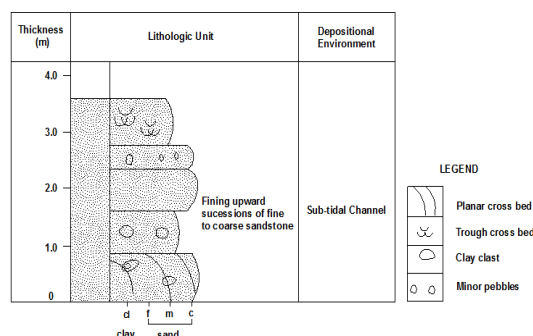 Thickness
(m)
Lithologic Unit
Depositional
Environment
4.0
3.0
2.0
1.0
0
Fining upward
sucessions of fine
to coarse sandstone
Sub-tidal Channel
cl f m c
clay sand
LEGEND
Planar cross bed
Trough cross bed
Clay clast
Minor pebbles